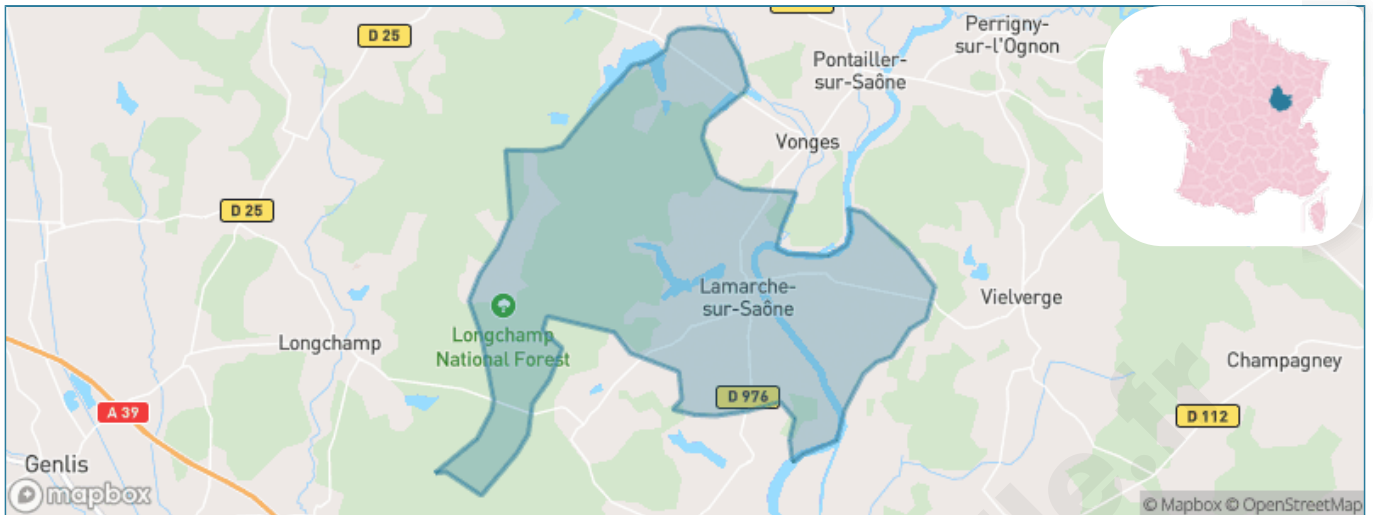 D 25
Perrigny-
sur-l'Ognon
Pontailler-
sur-Saône
Vonges
D 25
Lamarche-
sur-Saône
Vielverge
Longchamp
National Forest
Longchamp
Champagney
D 976
A 39
D 112
Genlis
mapbox
© Mapbox © OpenStreetMap